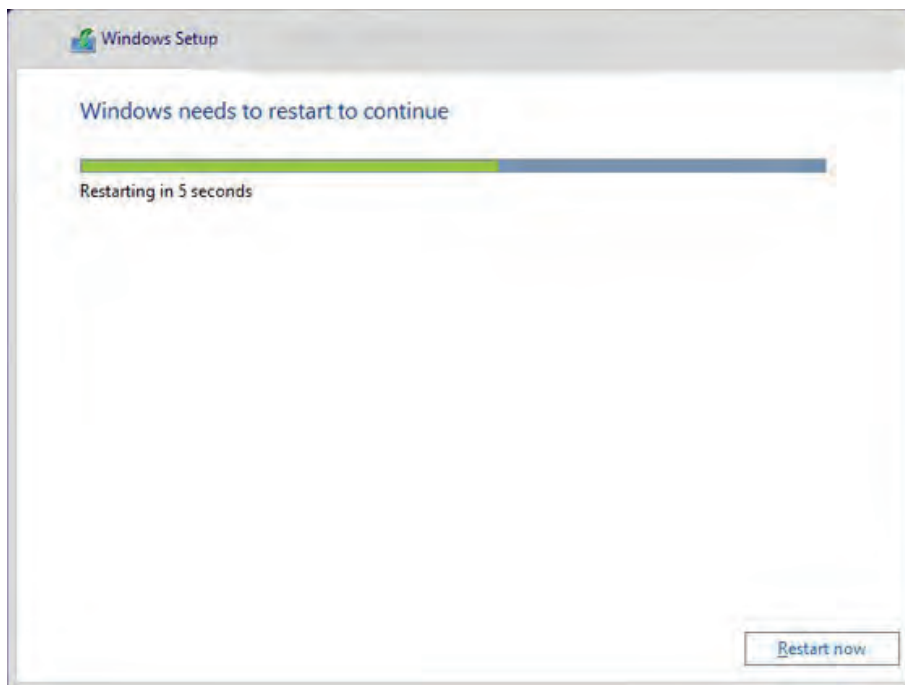 Windows Setup
Windows needs to restart to continue
Restarting in 5 seconds
Restart now